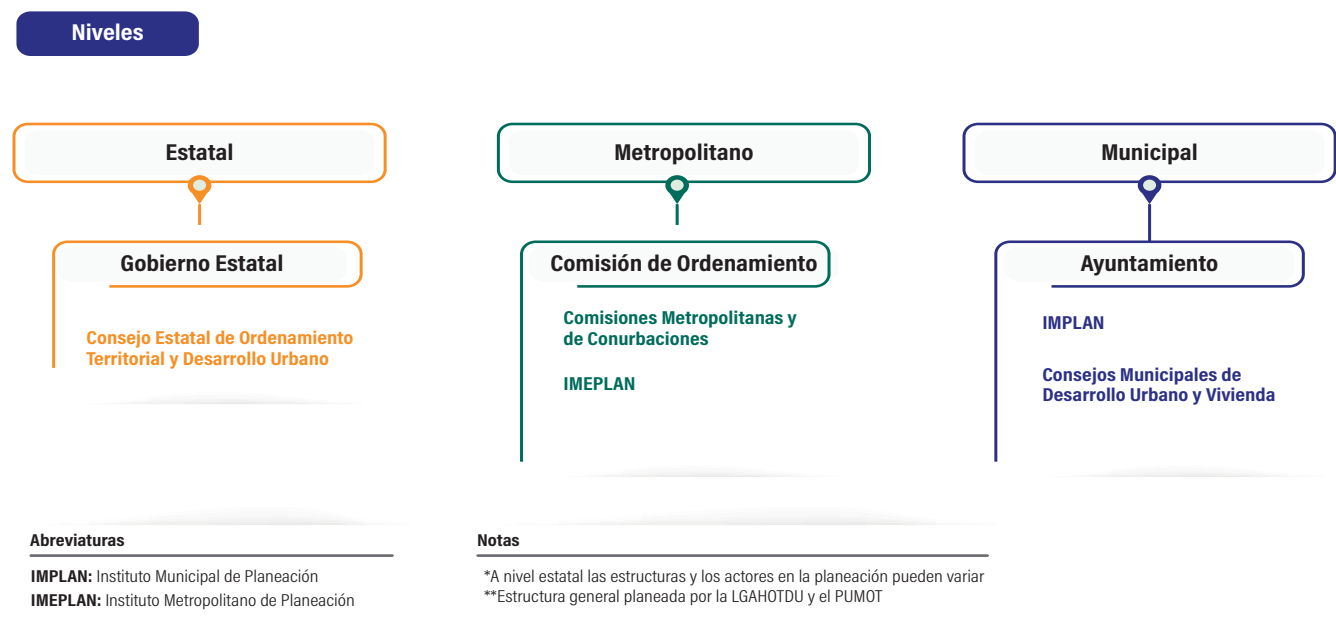 Niveles
Estatal
Gobierno Estatal
Consejo Estatal de Ordenamiento
Territorial y Desarrollo Urbano
Metropolitano
Comisión de Ordenamiento
Comisiones Metropolitanas y
de Conurbaciones
IMEPLAN
Municipal
Ayuntamiento
IMPLAN
Consejos Municipales de
Desarrollo Urbano y Vivienda
Abreviaturas
IMPLAN: Instituto Municipal de Planeación
IMEPLAN: Instituto Metropolitano de Planeación
Notas
*A nivel estatal las estructuras y los actores en la planeación pueden variar
**Estructura general planeada por la LGAHOTDU y el PUMOT